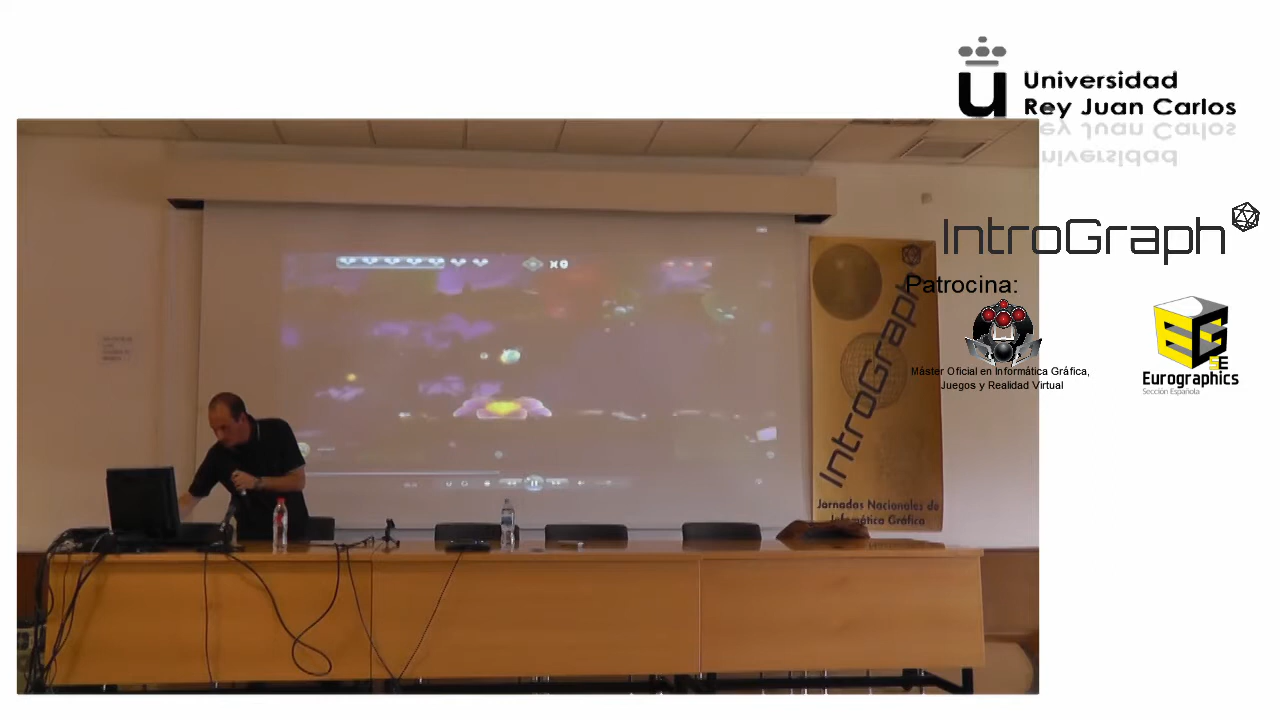 Universidad
Rey Juan Carlos
IntroGraph
Patrocina:
Máster Oficial en Informática Gráfica,
Juegos y Realidad Virtual
Eurographics
Sección Española
x0
IntroGraph
Jornadas Nacionales de
Informática Gráfica